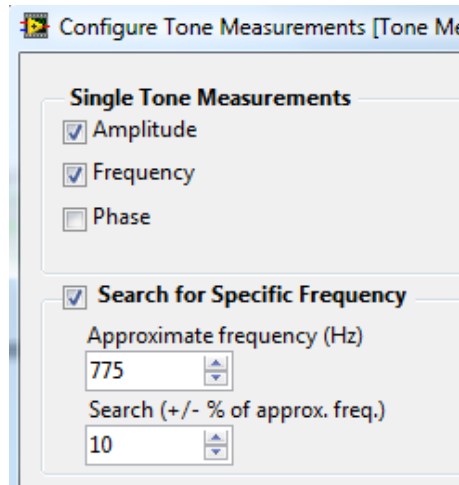 Configure Tone Measurements [Tone
Single Tone Measurements
Amplitude
Frequency
Phase
Search for Specific Frequency
Approximate frequency (Hz)
775
Search (+/- % of approx. freq.)
10